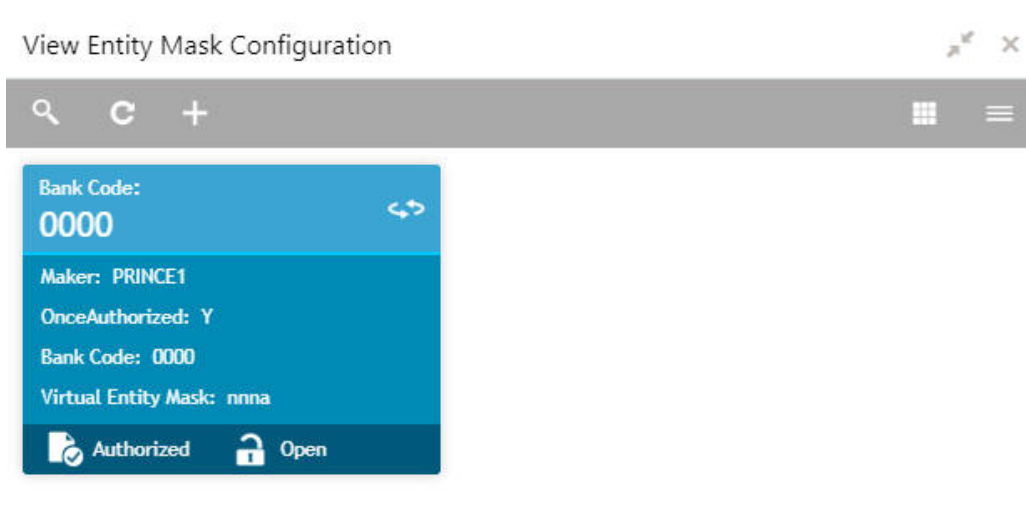 View Entity Mask Configuration
Bank Code:
0000
Maker: PRINCE1
OnceAuthorized: Y
Bank Code: 0000
Virtual Entity Mask: nnna
Authorized Open